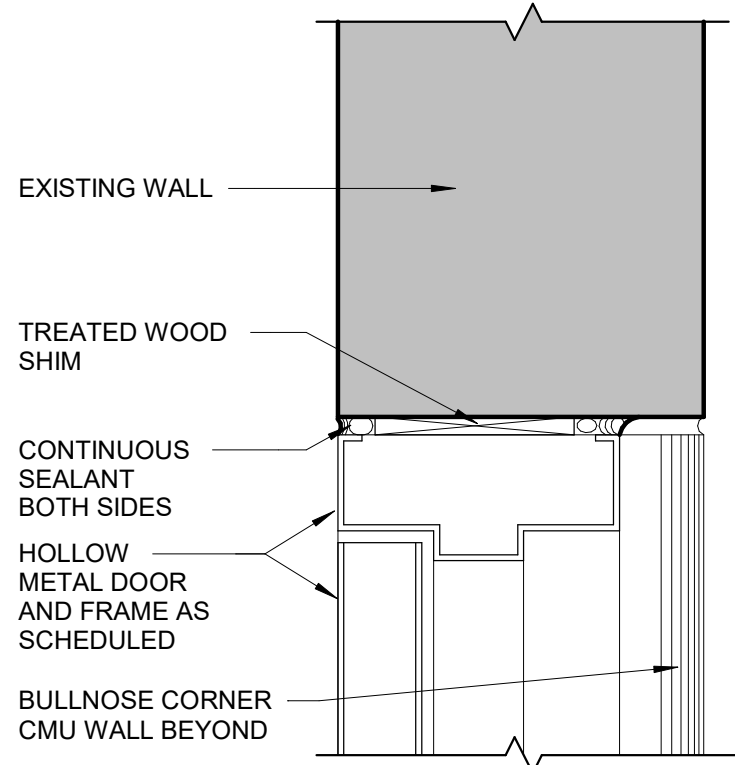 EXISTING WALL
TREATED WOOD
SHIM
CONTINUOUS
SEALANT
BOTH SIDES
HOLLOW
METAL DOOR
AND FRAME AS
SCHEDULED
BULLNOSE CORNER
CMU WALL BEYOND